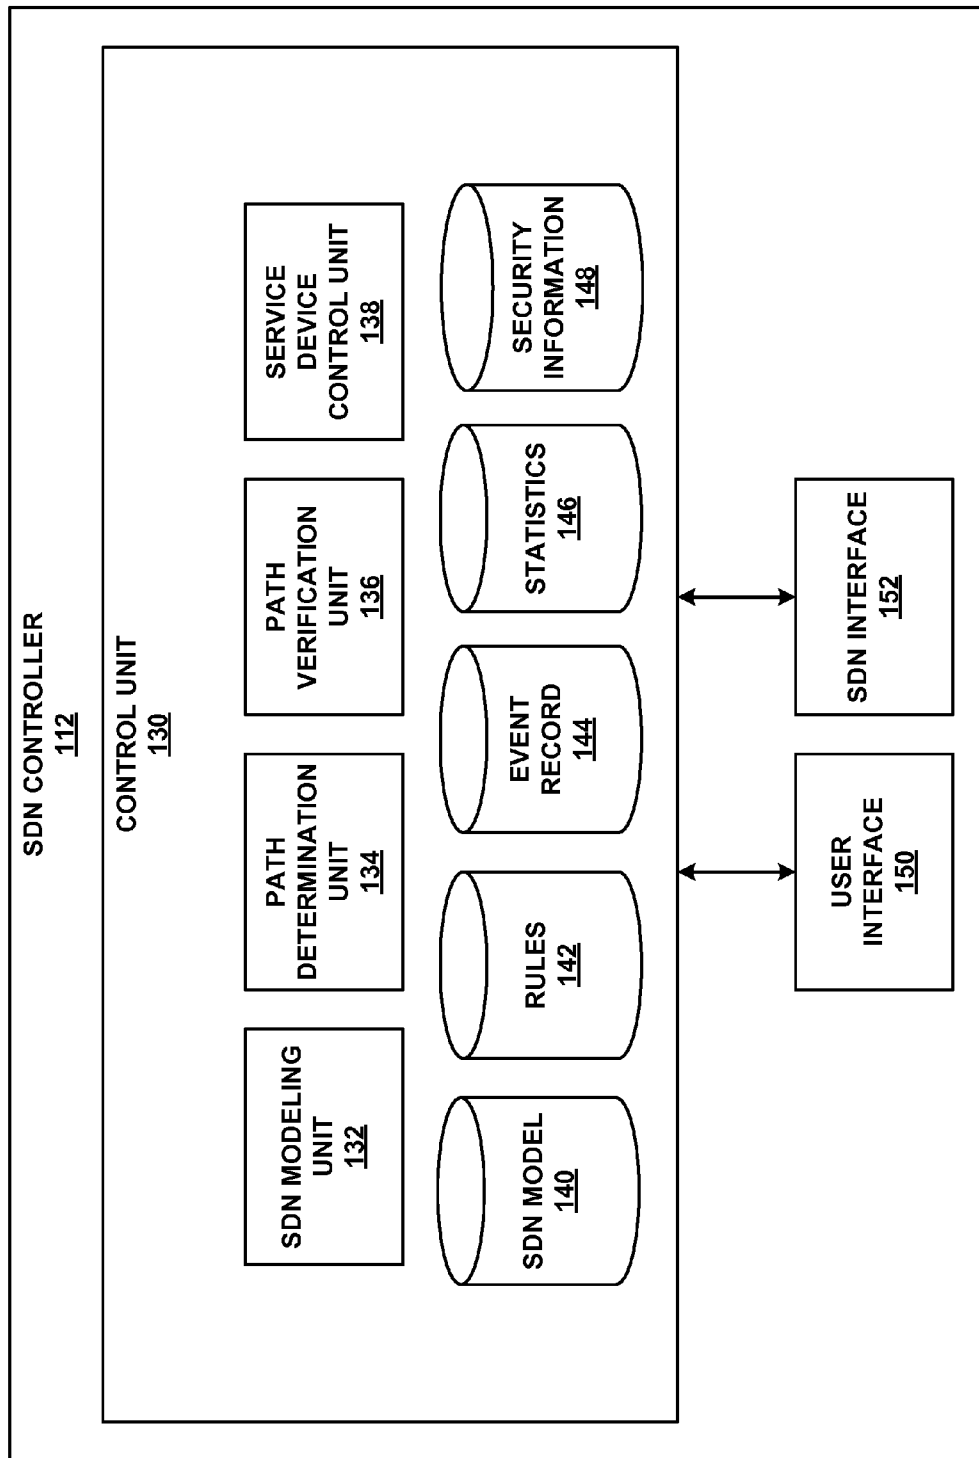 SDN CONTROLLER
112
CONTROL UNIT
130
SDN MODELING
UNIT
132
PATH
DETERMINATION
UNIT
134
PATH
VERIFICATION
UNIT
136
SERVICE
DEVICE
CONTROL UNIT
138
SDN MODEL
140
RULES
142
EVENT
RECORD
144
STATISTICS
146
SECURITY
INFORMATION
148
USER
INTERFACE
150
SDN INTERFACE
152